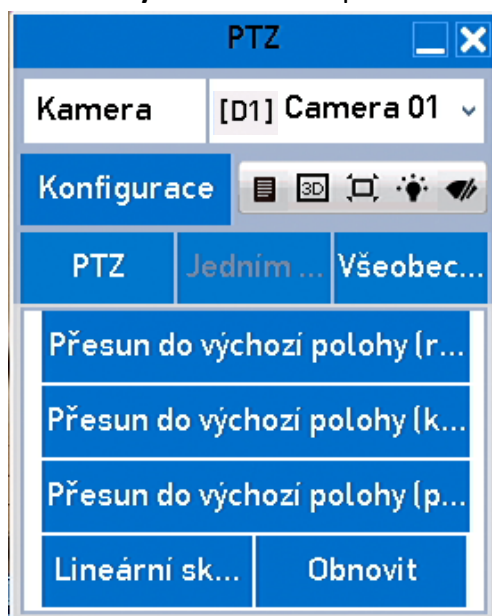 PTZ
Kamera [D1] Camera 01
Konfigurace 3D
PTZ Jedním ... Všeobec...
Přesun do výchozí polohy (r...
Přesun do výchozí polohy (k...
Přesun do výchozí polohy (p...
Lineární sk... Obnovit